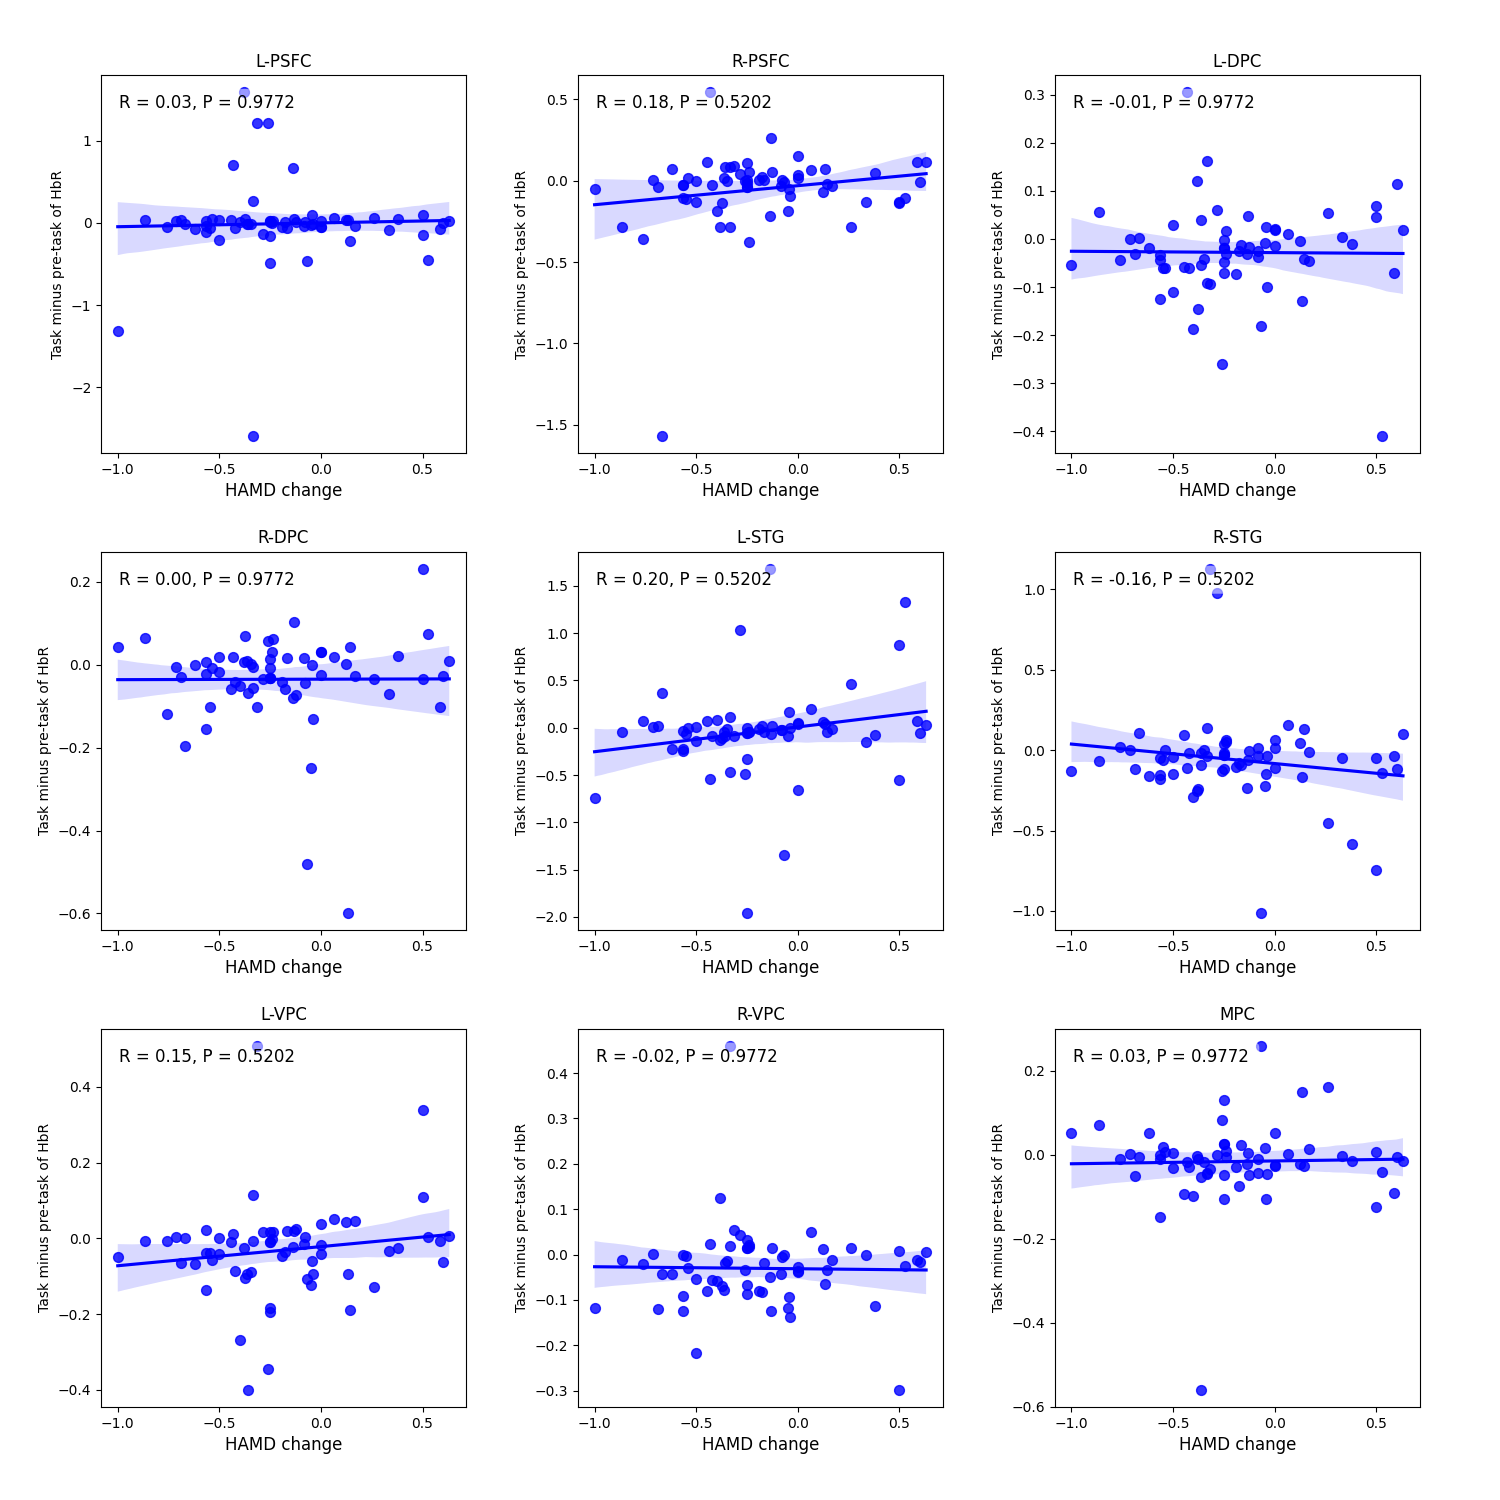 L-PSFC
R = 0.03, P = 0.9772
Task minus pre-task of HbR
1
0
−1
−2
−1.0 −0.5 0.0 0.5
HAMD change
R-PSFC
R = 0.18, P = 0.5202
Task minus pre-task of HbR
0.5
0.0
−0.5
−1.0
−1.5
−1.0 −0.5 0.0 0.5
HAMD change
L-DPC
R = -0.01, P = 0.9772
Task minus pre-task of HbR
0.3
0.2
0.1
0.0
−0.1
−0.2
−0.3
−0.4
−1.0 −0.5 0.0 0.5
HAMD change
R-DPC
R = 0.00, P = 0.9772
Task minus pre-task of HbR
0.2
0.0
−0.2
−0.4
−0.6
−1.0 −0.5 0.0 0.5
HAMD change
L-STG
R = 0.20, P = 0.5202
Task minus pre-task of HbR
1.5
1.0
0.5
0.0
−0.5
−1.0
−1.5
−2.0
−1.0 −0.5 0.0 0.5
HAMD change
R-STG
R = -0.16, P = 0.5202
Task minus pre-task of HbR
1.0
0.5
0.0
−0.5
−1.0
−1.0 −0.5 0.0 0.5
HAMD change
L-VPC
R = 0.15, P = 0.5202
Task minus pre-task of HbR
0.4
0.2
0.0
−0.2
−0.4
−1.0 −0.5 0.0 0.5
HAMD change
R-VPC
R = -0.02, P = 0.9772
Task minus pre-task of HbR
0.4
0.3
0.2
0.1
0.0
−0.1
−0.2
−0.3
−1.0 −0.5 0.0 0.5
HAMD change
MPC
R = 0.03, P = 0.9772
Task minus pre-task of HbR
0.2
0.0
−0.2
−0.4
−0.6
−1.0 −0.5 0.0 0.5
HAMD change